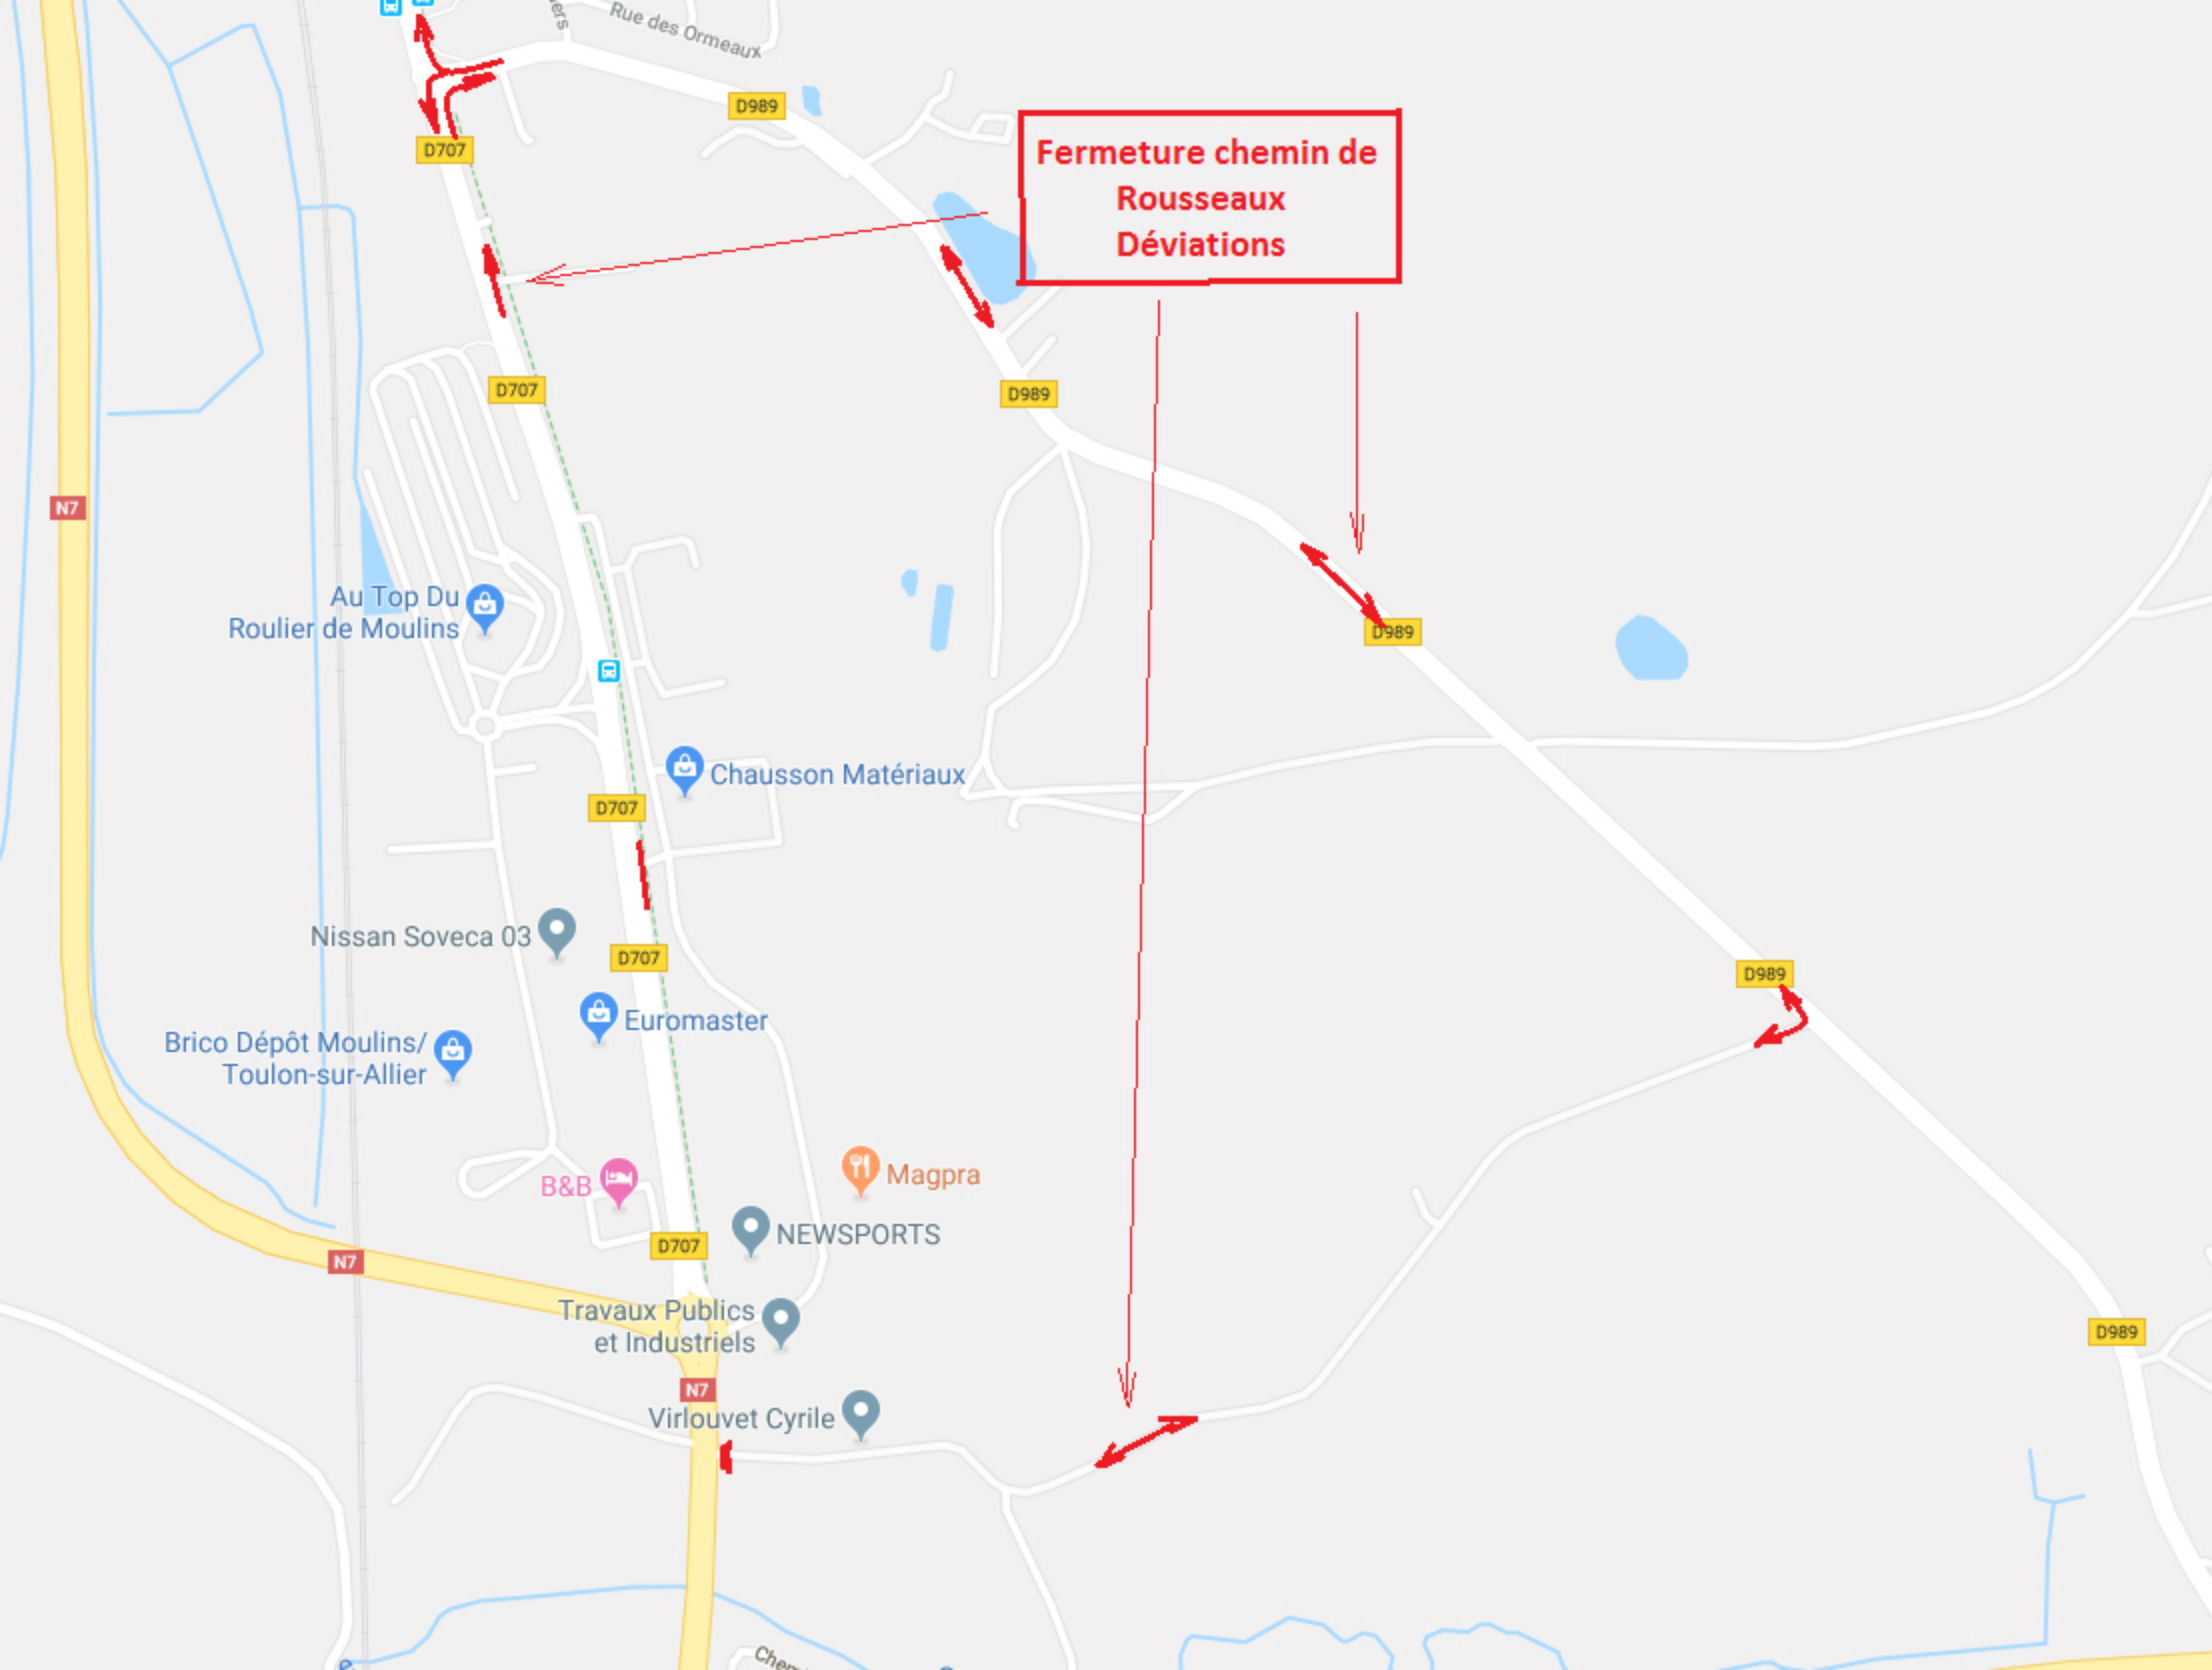 Rue des Ormeaux
D989
D707
Fermeture chemin de
Rousseaux
Déviations
D707
D989
N7
Au Top Du
Roulier de Moulins
D989
Chausson Matériaux
D707
Nissan Soveca 03
D707
D989
Euromaster
Brico Dépôt Moulins/
Toulon-sur-Allier
B&B
Magpra
NEWSPORTS
D707
N7
Travaux Publics
et Industriels
D989
N7
Virlouvet Cyrile